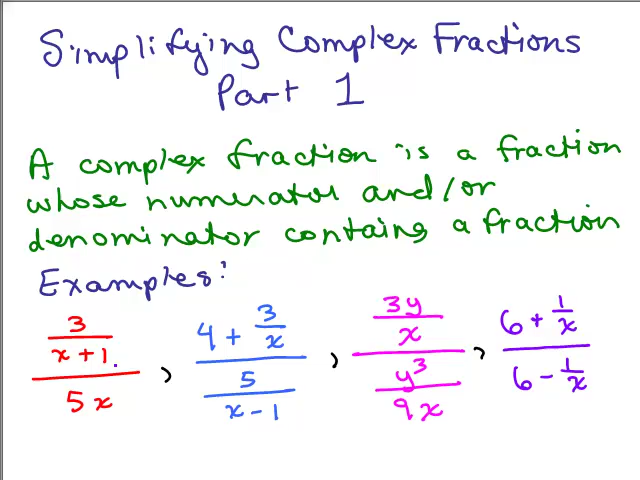 Simplifying Complex Fractions
Part 1
A complex fraction is a fraction
whose numerator and/or
denominator contains a fraction
Examples:
(3/(x+1))/(5x) , (4+3/x)/(5/(x-1)) , (3y/x)/(y³/9x) , (6+1/x)/(6-1/x)